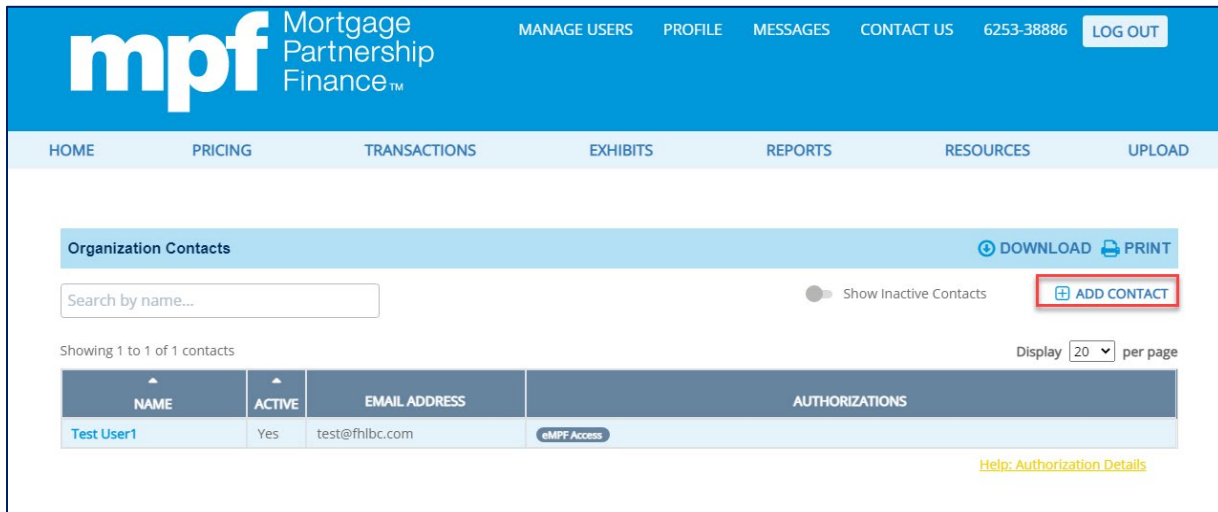 mpf Mortgage
Partnership
Finance™
MANAGE USERS PROFILE MESSAGES CONTACT US 6253-38886 LOG OUT
HOME PRICING TRANSACTIONS EXHIBITS REPORTS RESOURCES UPLOAD
Organization Contacts DOWNLOAD PRINT
Search by name... Show Inactive Contacts ADD CONTACT
Showing 1 to 1 of 1 contacts Display 20 per page
NAME ACTIVE EMAIL ADDRESS AUTHORIZATIONS
Test User1 Yes test@fhlbc.com eMPF Access
Help: Authorization Details